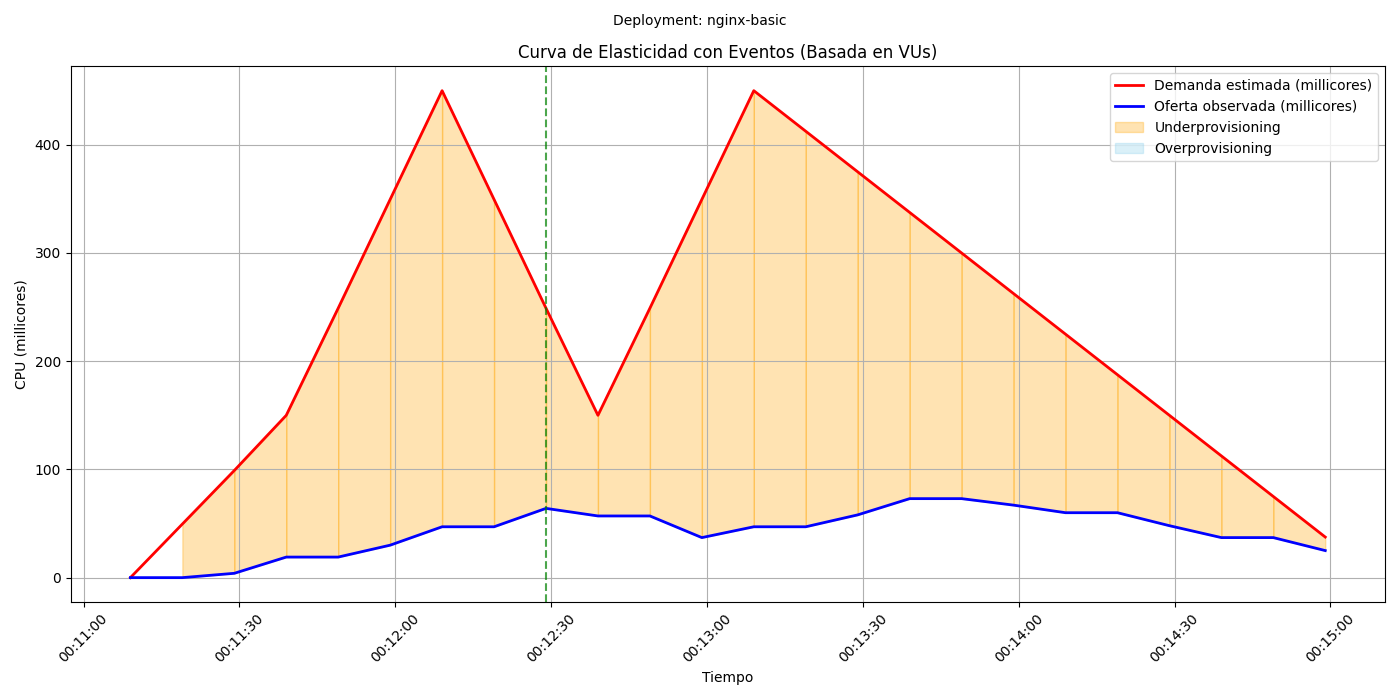 Deployment: nginx-basic
Curva de Elasticidad con Eventos (Basada en VUs)
Demanda estimada (millicores)
Oferta observada (millicores)
Underprovisioning
Overprovisioning
CPU (millicores)
400
300
200
100
0
00:11:00
00:11:30
00:12:00
00:12:30
00:13:00
00:13:30
00:14:00
00:14:30
00:15:00
Tiempo